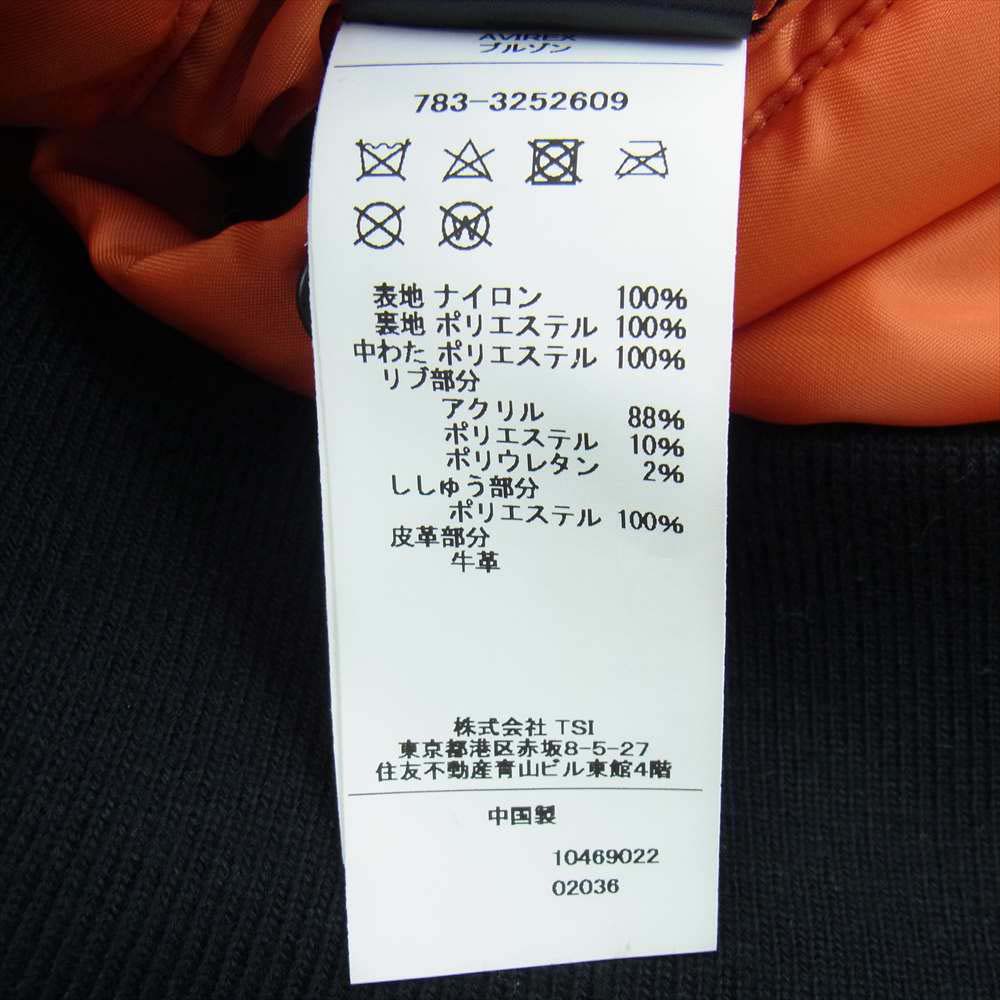 AVIREX
ブルゾン
783-3252609
W
表地 ナイロン 100%
裏地 ポリエステル 100%
中わた ポリエステル 100%
リブ部分
アクリル 88%
ポリエステル 10%
ポリウレタン 2%
ししゅう部分
ポリエステル 100%
皮革部分
牛革
株式会社 TSI
東京都港区赤坂8-5-27
住友不動産青山ビル東館4階
中国製
10469022
02036